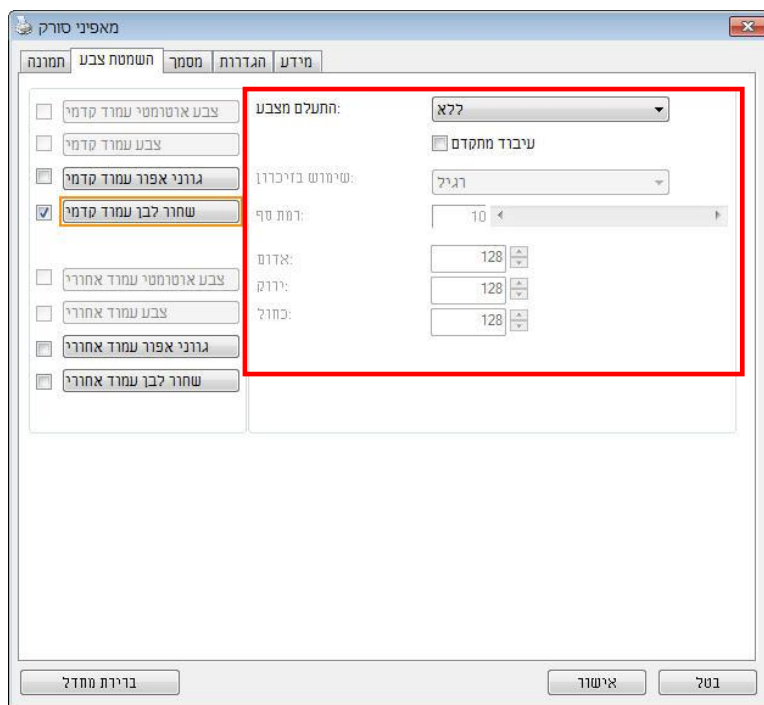 מאפיני סורק
תמונה
השמטת צבע
מסמך
הגדרות
מידע
צבע אוטומטי עמוד קדמי
צבע עמוד קדמי
גווני אפור עמוד קדמי
שחור לבן עמוד קדמי
צבע אוטומטי עמוד אחורי
צבע עמוד אחורי
גווני אפור עמוד אחורי
שחור לבן עמוד אחורי
התעלם מצבע:
ללא
עיבוד מתקדם
שימוש בזיכרון:
רגיל
רמת סף:
10
אדום:
128
ירוק:
128
כחול:
128
ברירת מחדל
אישור
בטל